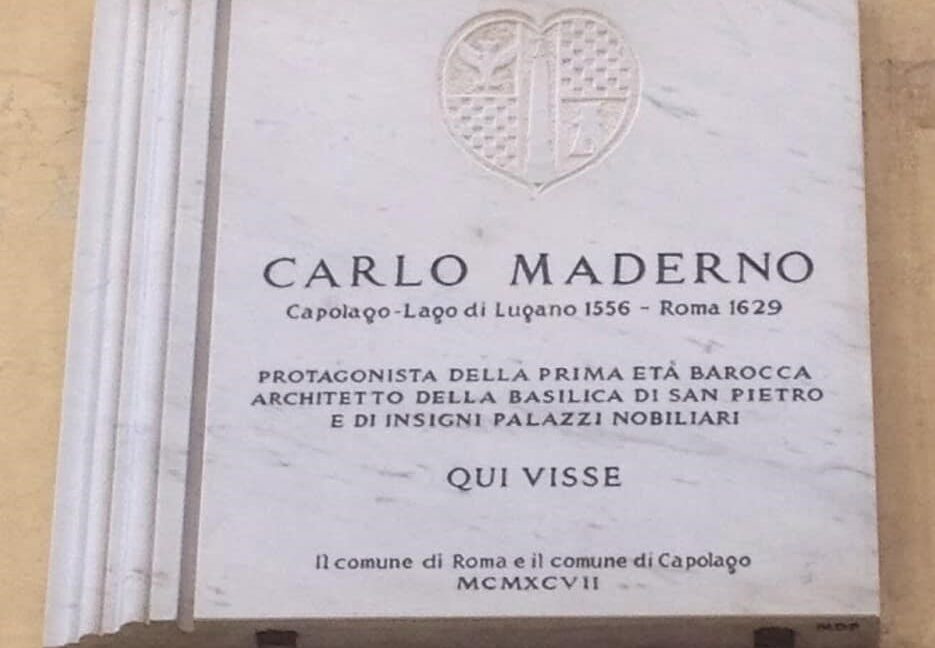 CARLO MADERNO
Capolago-Lago di Lugano 1556 - Roma 1629
PROTAGONISTA DELLA PRIMA ETÀ BAROCCA
ARCHITETTO DELLA BASILICA DI SAN PIETRO
E DI INSIGNI PALAZZI NOBILIARI
QUI VISSE
Il comune di Roma e il comune di Capolago
MCMXCVII